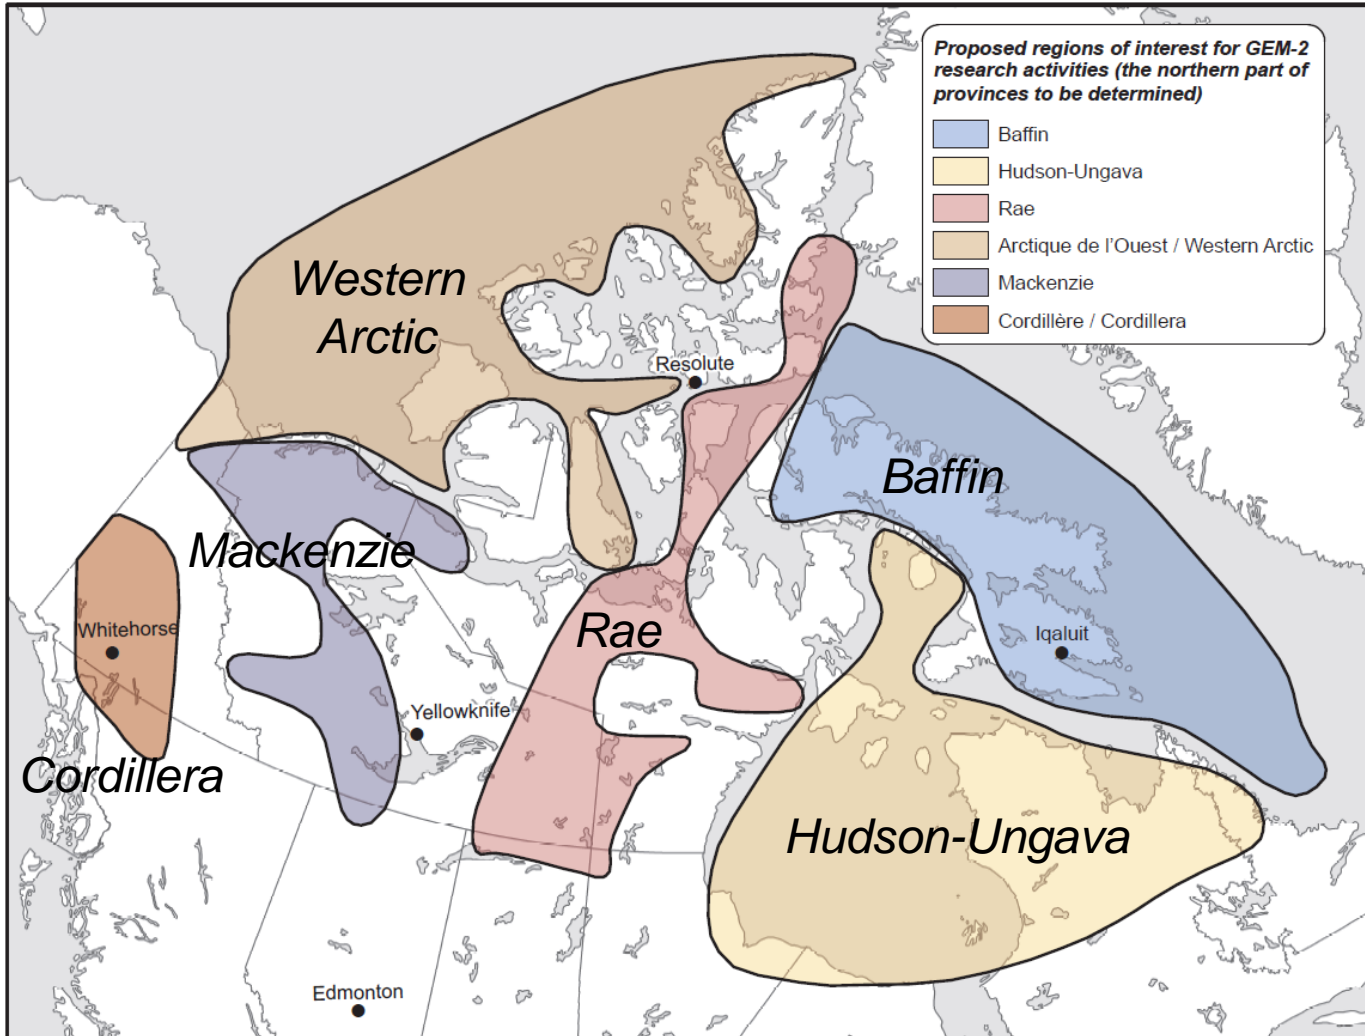 Proposed regions of interest for GEM-2
research activities (the northern part of
provinces to be determined)
Baffin
Hudson-Ungava
Rae
Arctique de l'Ouest / Western Arctic
Mackenzie
Cordillère / Cordillera
Western
Arctic
Resolute
Baffin
Mackenzie
Whitehorse
Rae
Iqaluit
Yellowknife
Cordillera
Hudson-Ungava
Edmonton